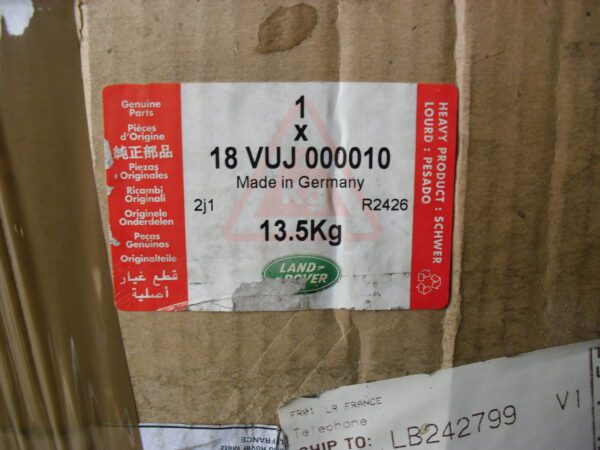 Genuine
Parts
Pièces
d'Origine
純正部品
Piezas
Originales
Ricambi
Originali
Originele
Onderdelen
Peças
Genuinas
Originalteile
قطع غيار
أصلية
1
x
18 VUJ 000010
Made in Germany
2j1
R2426
Kg
13.5Kg
LAND-
ROVER
HEAVY PRODUCT : SCHWER
LOURD : PESADO
FR01 LR FRANCE
Telephone
SHIP TO: LB242799
V1